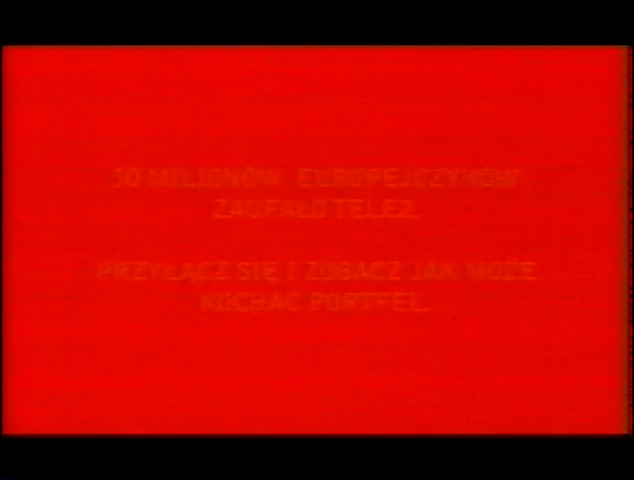 30 MILIONÓW EUROPEJCZYKÓW
ZAUFAŁO TELE2.
PRZYŁĄCZ SIĘ I ZOBACZ JAK MOŻE
KOCHAĆ PORTFEL.